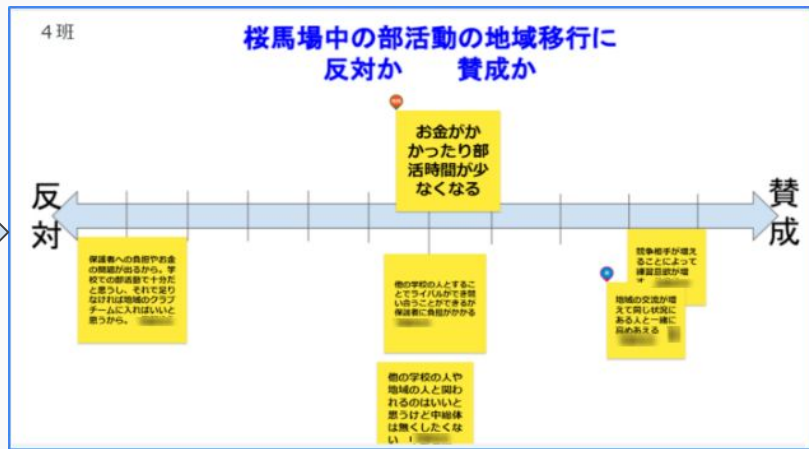 4班
桜馬場中の部活動の地域移行に
反対か　賛成か
お金がか
かったり部
活時間が少
なくなる
反
対
賛
成
保護者への負担やお金
の問題が出るから。学
校での部活動で十分だ
と思うし、それで足り
なければ地域のクラブ
チームに入ればいいと
思うから。
他の学校の人とするこ
とでライバルができ競
い合うことができるが
保護者に負担がかかる
競争相手が増え
ることによって
練習意欲が増
す
地域の交流が増
えて同じ状況に
ある人と一緒に
高めあえる
他の学校の人や
地域の人と関わ
れるのはいいと
思うけど中総体
は無くしたくな
い